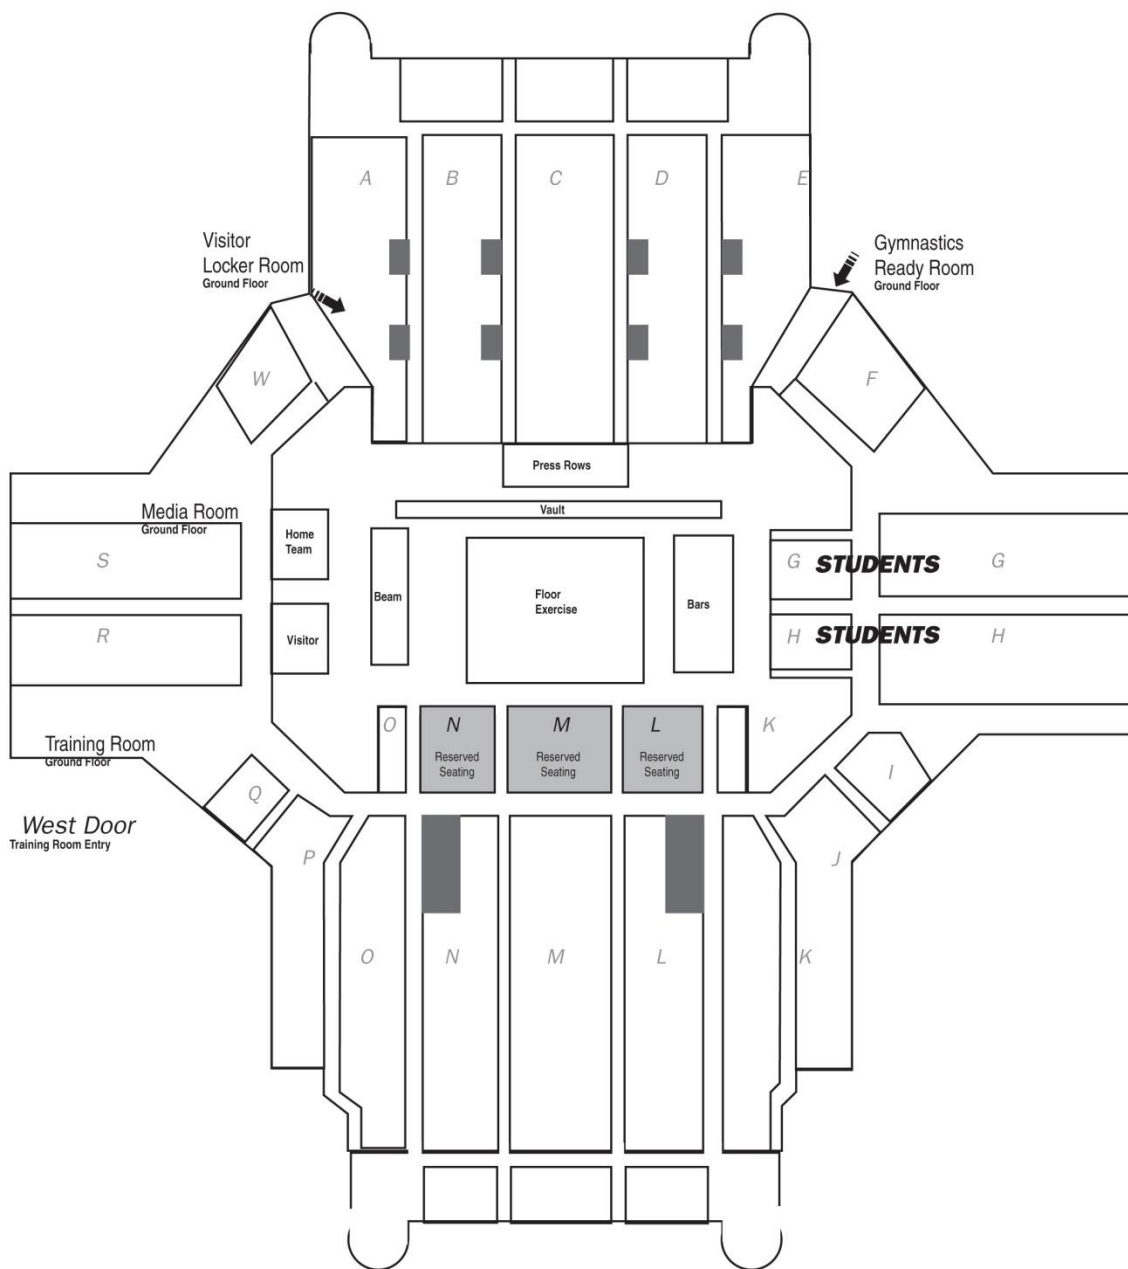 A
B
C
D
E
Visitor
Locker Room
Ground Floor
Gymnastics
Ready Room
Ground Floor
W
F
Press Rows
Vault
Media Room
Ground Floor
S
Home
Team
Beam
Floor
Exercise
Bars
G
STUDENTS
G
R
Visitor
H
STUDENTS
H
O
N
Reserved
Seating
M
Reserved
Seating
L
Reserved
Seating
K
Training Room
Ground Floor
I
Q
West Door
Training Room Entry
P
J
O
N
M
L
K